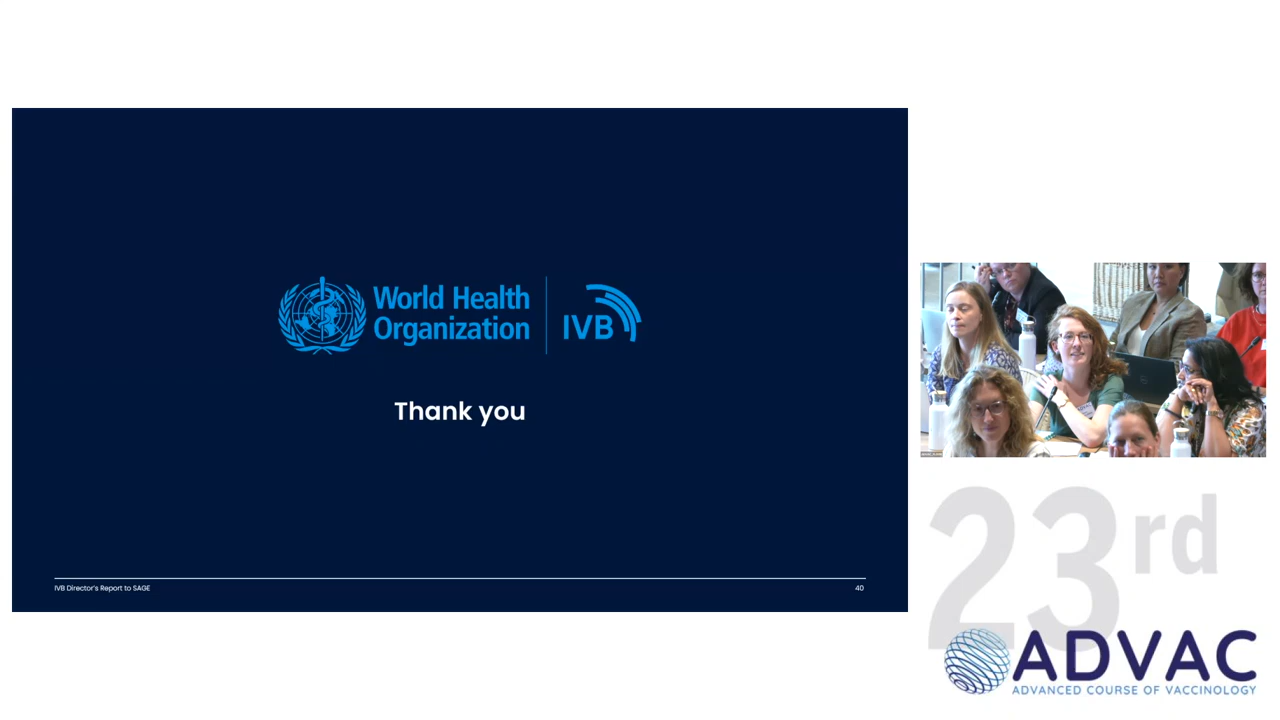 World Health
Organization
IVB
Thank you
IVB Director's Report to SAGE
40
23rd
ADVAC
ADVANCED COURSE OF VACCINOLOGY